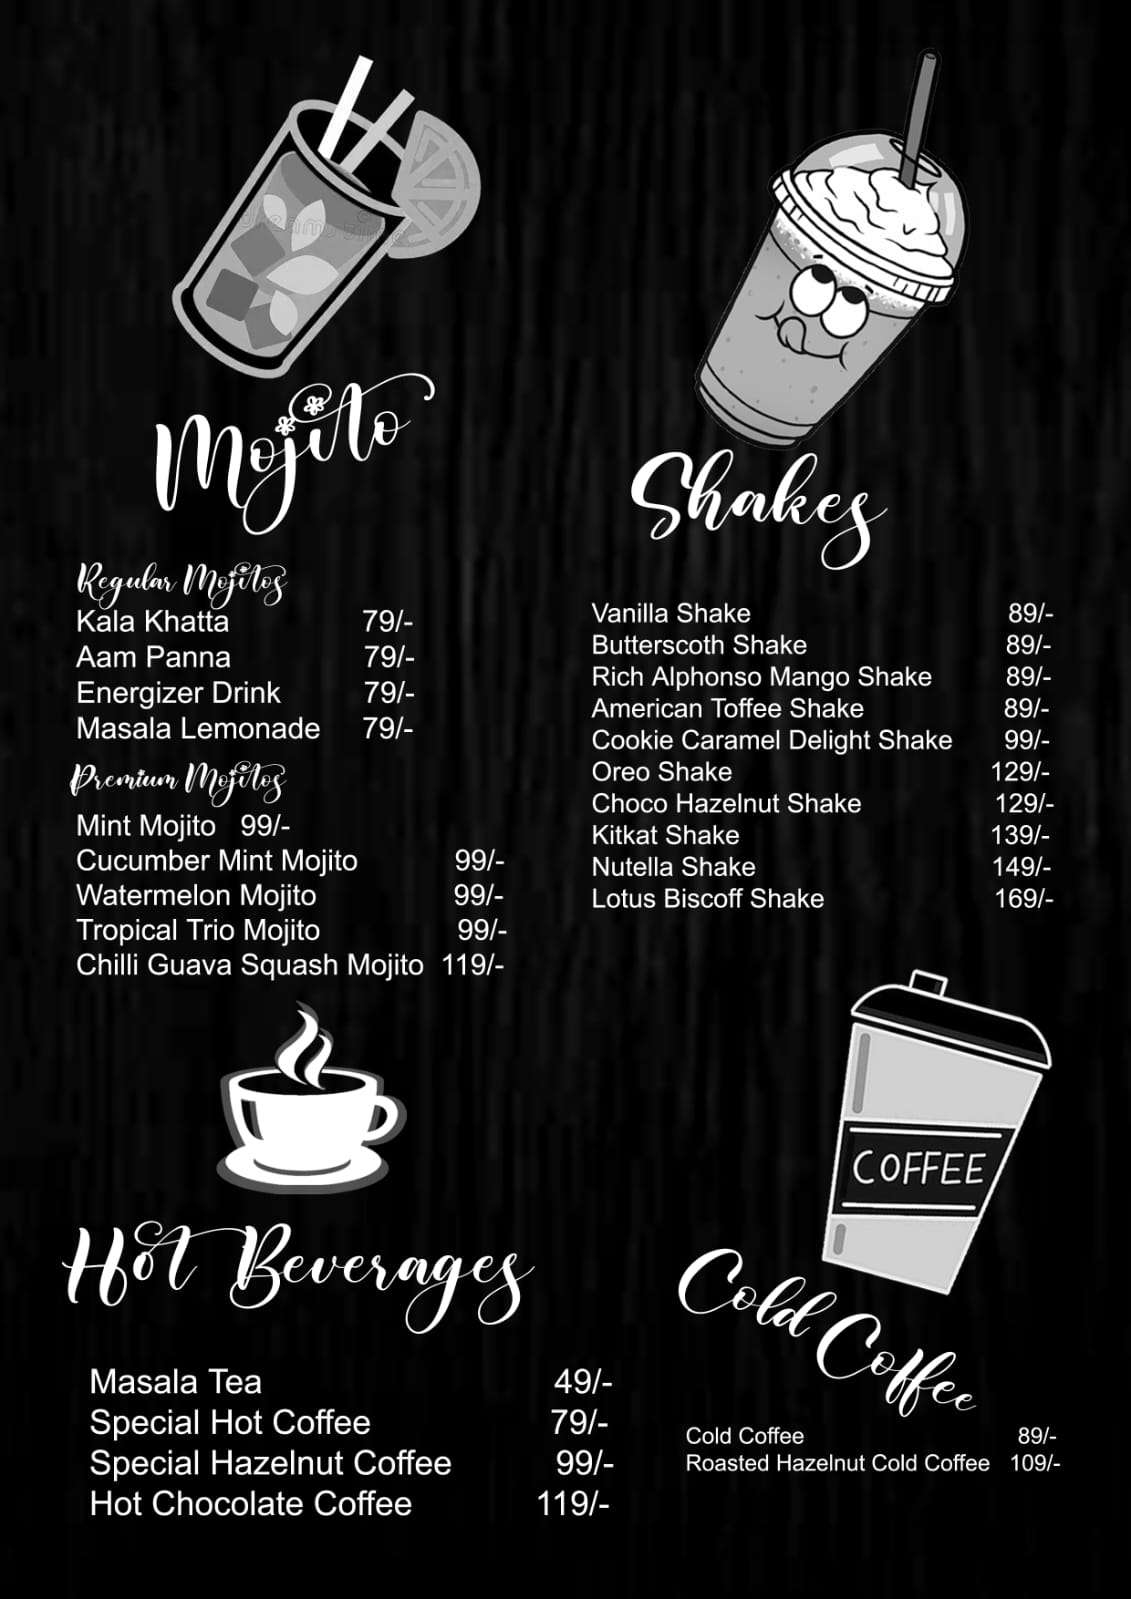 Mojito
Regular Mojitos
Kala Khatta 79/-
Aam Panna 79/-
Energizer Drink 79/-
Masala Lemonade 79/-
Premium Mojitos
Mint Mojito 99/-
Cucumber Mint Mojito 99/-
Watermelon Mojito 99/-
Tropical Trio Mojito 99/-
Chilli Guava Squash Mojito 119/-
Shakes
Vanilla Shake 89/-
Butterscoth Shake 89/-
Rich Alphonso Mango Shake 89/-
American Toffee Shake 89/-
Cookie Caramel Delight Shake 99/-
Oreo Shake 129/-
Choco Hazelnut Shake 129/-
Kitkat Shake 139/-
Nutella Shake 149/-
Lotus Biscoff Shake 169/-
Hot Beverages
Masala Tea 49/-
Special Hot Coffee 79/-
Special Hazelnut Coffee 99/-
Hot Chocolate Coffee 119/-
COFFEE
Cold Coffee
Cold Coffee 89/-
Roasted Hazelnut Cold Coffee 109/-